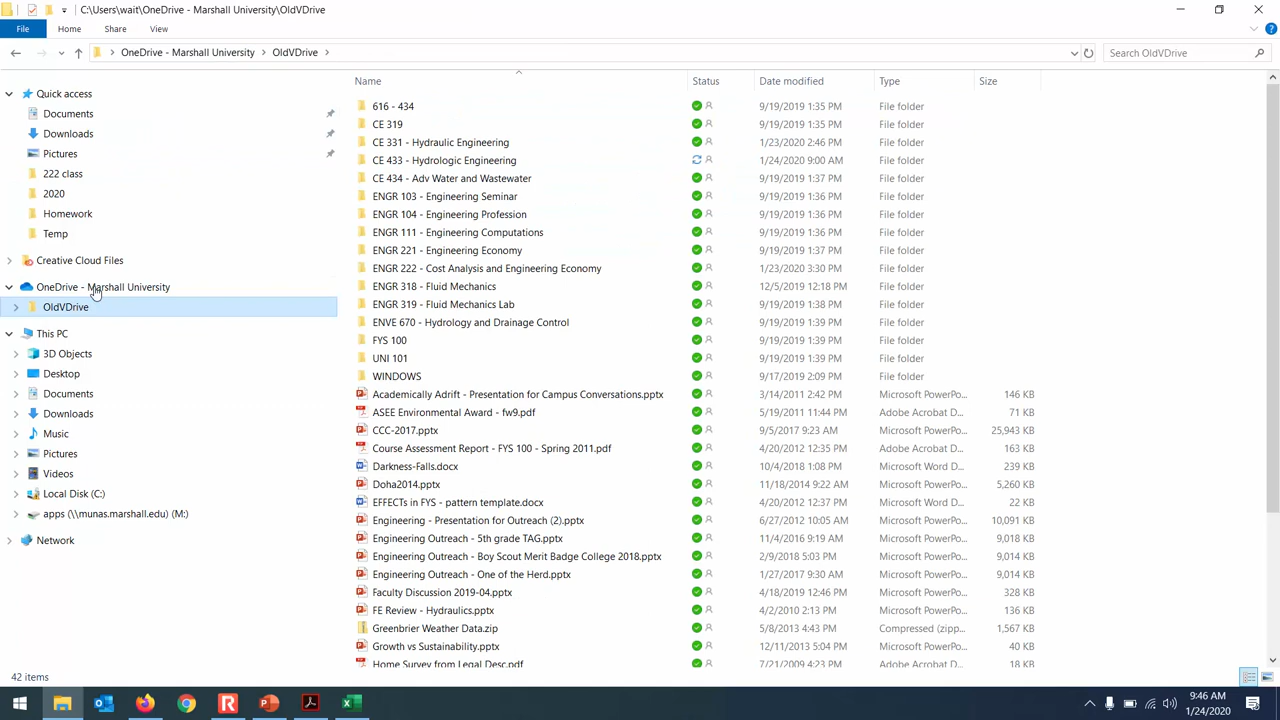 C:\Users\wait\OneDrive - Marshall University\OldVDrive
File Home Share View
OneDrive - Marshall University > OldVDrive > Search OldVDrive
Name Status Date modified Type Size
Quick access
Documents
Downloads
Pictures
222 class
2020
Homework
Temp
Creative Cloud Files
OneDrive - Marshall University
OldVDrive
This PC
3D Objects
Desktop
Documents
Downloads
Music
Pictures
Videos
Local Disk (C:)
apps (\\munas.marshall.edu) (M:)
Network
616 - 434 9/19/2019 1:35 PM File folder
CE 319 9/19/2019 1:35 PM File folder
CE 331 - Hydraulic Engineering 1/23/2020 2:46 PM File folder
CE 433 - Hydrologic Engineering 1/24/2020 9:00 AM File folder
CE 434 - Adv Water and Wastewater 9/19/2019 1:37 PM File folder
ENGR 103 - Engineering Seminar 9/19/2019 1:36 PM File folder
ENGR 104 - Engineering Profession 9/19/2019 1:36 PM File folder
ENGR 111 - Engineering Computations 9/19/2019 1:36 PM File folder
ENGR 221 - Engineering Economy 9/19/2019 1:37 PM File folder
ENGR 222 - Cost Analysis and Engineering Economy 1/23/2020 3:30 PM File folder
ENGR 318 - Fluid Mechanics 12/5/2019 12:18 PM File folder
ENGR 319 - Fluid Mechanics Lab 9/19/2019 1:38 PM File folder
ENVE 670 - Hydrology and Drainage Control 9/19/2019 1:39 PM File folder
FYS 100 9/19/2019 1:39 PM File folder
UNI 101 9/19/2019 1:39 PM File folder
WINDOWS 9/17/2019 2:09 PM File folder
Academically Adrift - Presentation for Campus Conversations.pptx 3/14/2011 2:42 PM Microsoft PowerPo... 146 KB
ASEE Environmental Award - fw9.pdf 5/19/2011 11:44 PM Adobe Acrobat D... 71 KB
CCC-2017.pptx 9/5/2017 9:23 AM Microsoft PowerPo... 25,943 KB
Course Assessment Report - FYS 100 - Spring 2011.pdf 4/20/2012 12:35 PM Adobe Acrobat D... 163 KB
Darkness-Falls.docx 10/4/2018 1:08 PM Microsoft Word D... 239 KB
Doha2014.pptx 11/18/2014 9:22 AM Microsoft PowerPo... 5,260 KB
EFFECTs in FYS - pattern template.docx 4/20/2012 12:37 PM Microsoft Word D... 22 KB
Engineering - Presentation for Outreach (2).pptx 6/27/2012 10:05 AM Microsoft PowerPo... 10,091 KB
Engineering Outreach - 5th grade TAG.pptx 11/4/2016 9:19 AM Microsoft PowerPo... 9,018 KB
Engineering Outreach - Boy Scout Merit Badge College 2018.pptx 2/9/2018 5:03 PM Microsoft PowerPo... 9,014 KB
Engineering Outreach - One of the Herd.pptx 1/27/2017 9:30 AM Microsoft PowerPo... 9,014 KB
Faculty Discussion 2019-04.pptx 4/18/2019 12:46 PM Microsoft PowerPo... 328 KB
FE Review - Hydraulics.pptx 4/2/2010 2:13 PM Microsoft PowerPo... 136 KB
Greenbrier Weather Data.zip 5/8/2013 4:43 PM Compressed (zipp... 1,567 KB
Growth vs Sustainability.pptx 12/11/2013 5:04 PM Microsoft PowerPo... 40 KB
Home Survey from Legal Desc.pdf 7/21/2009 4:23 PM Adobe Acrobat D... 18 KB
42 items
9:46 AM
1/24/2020